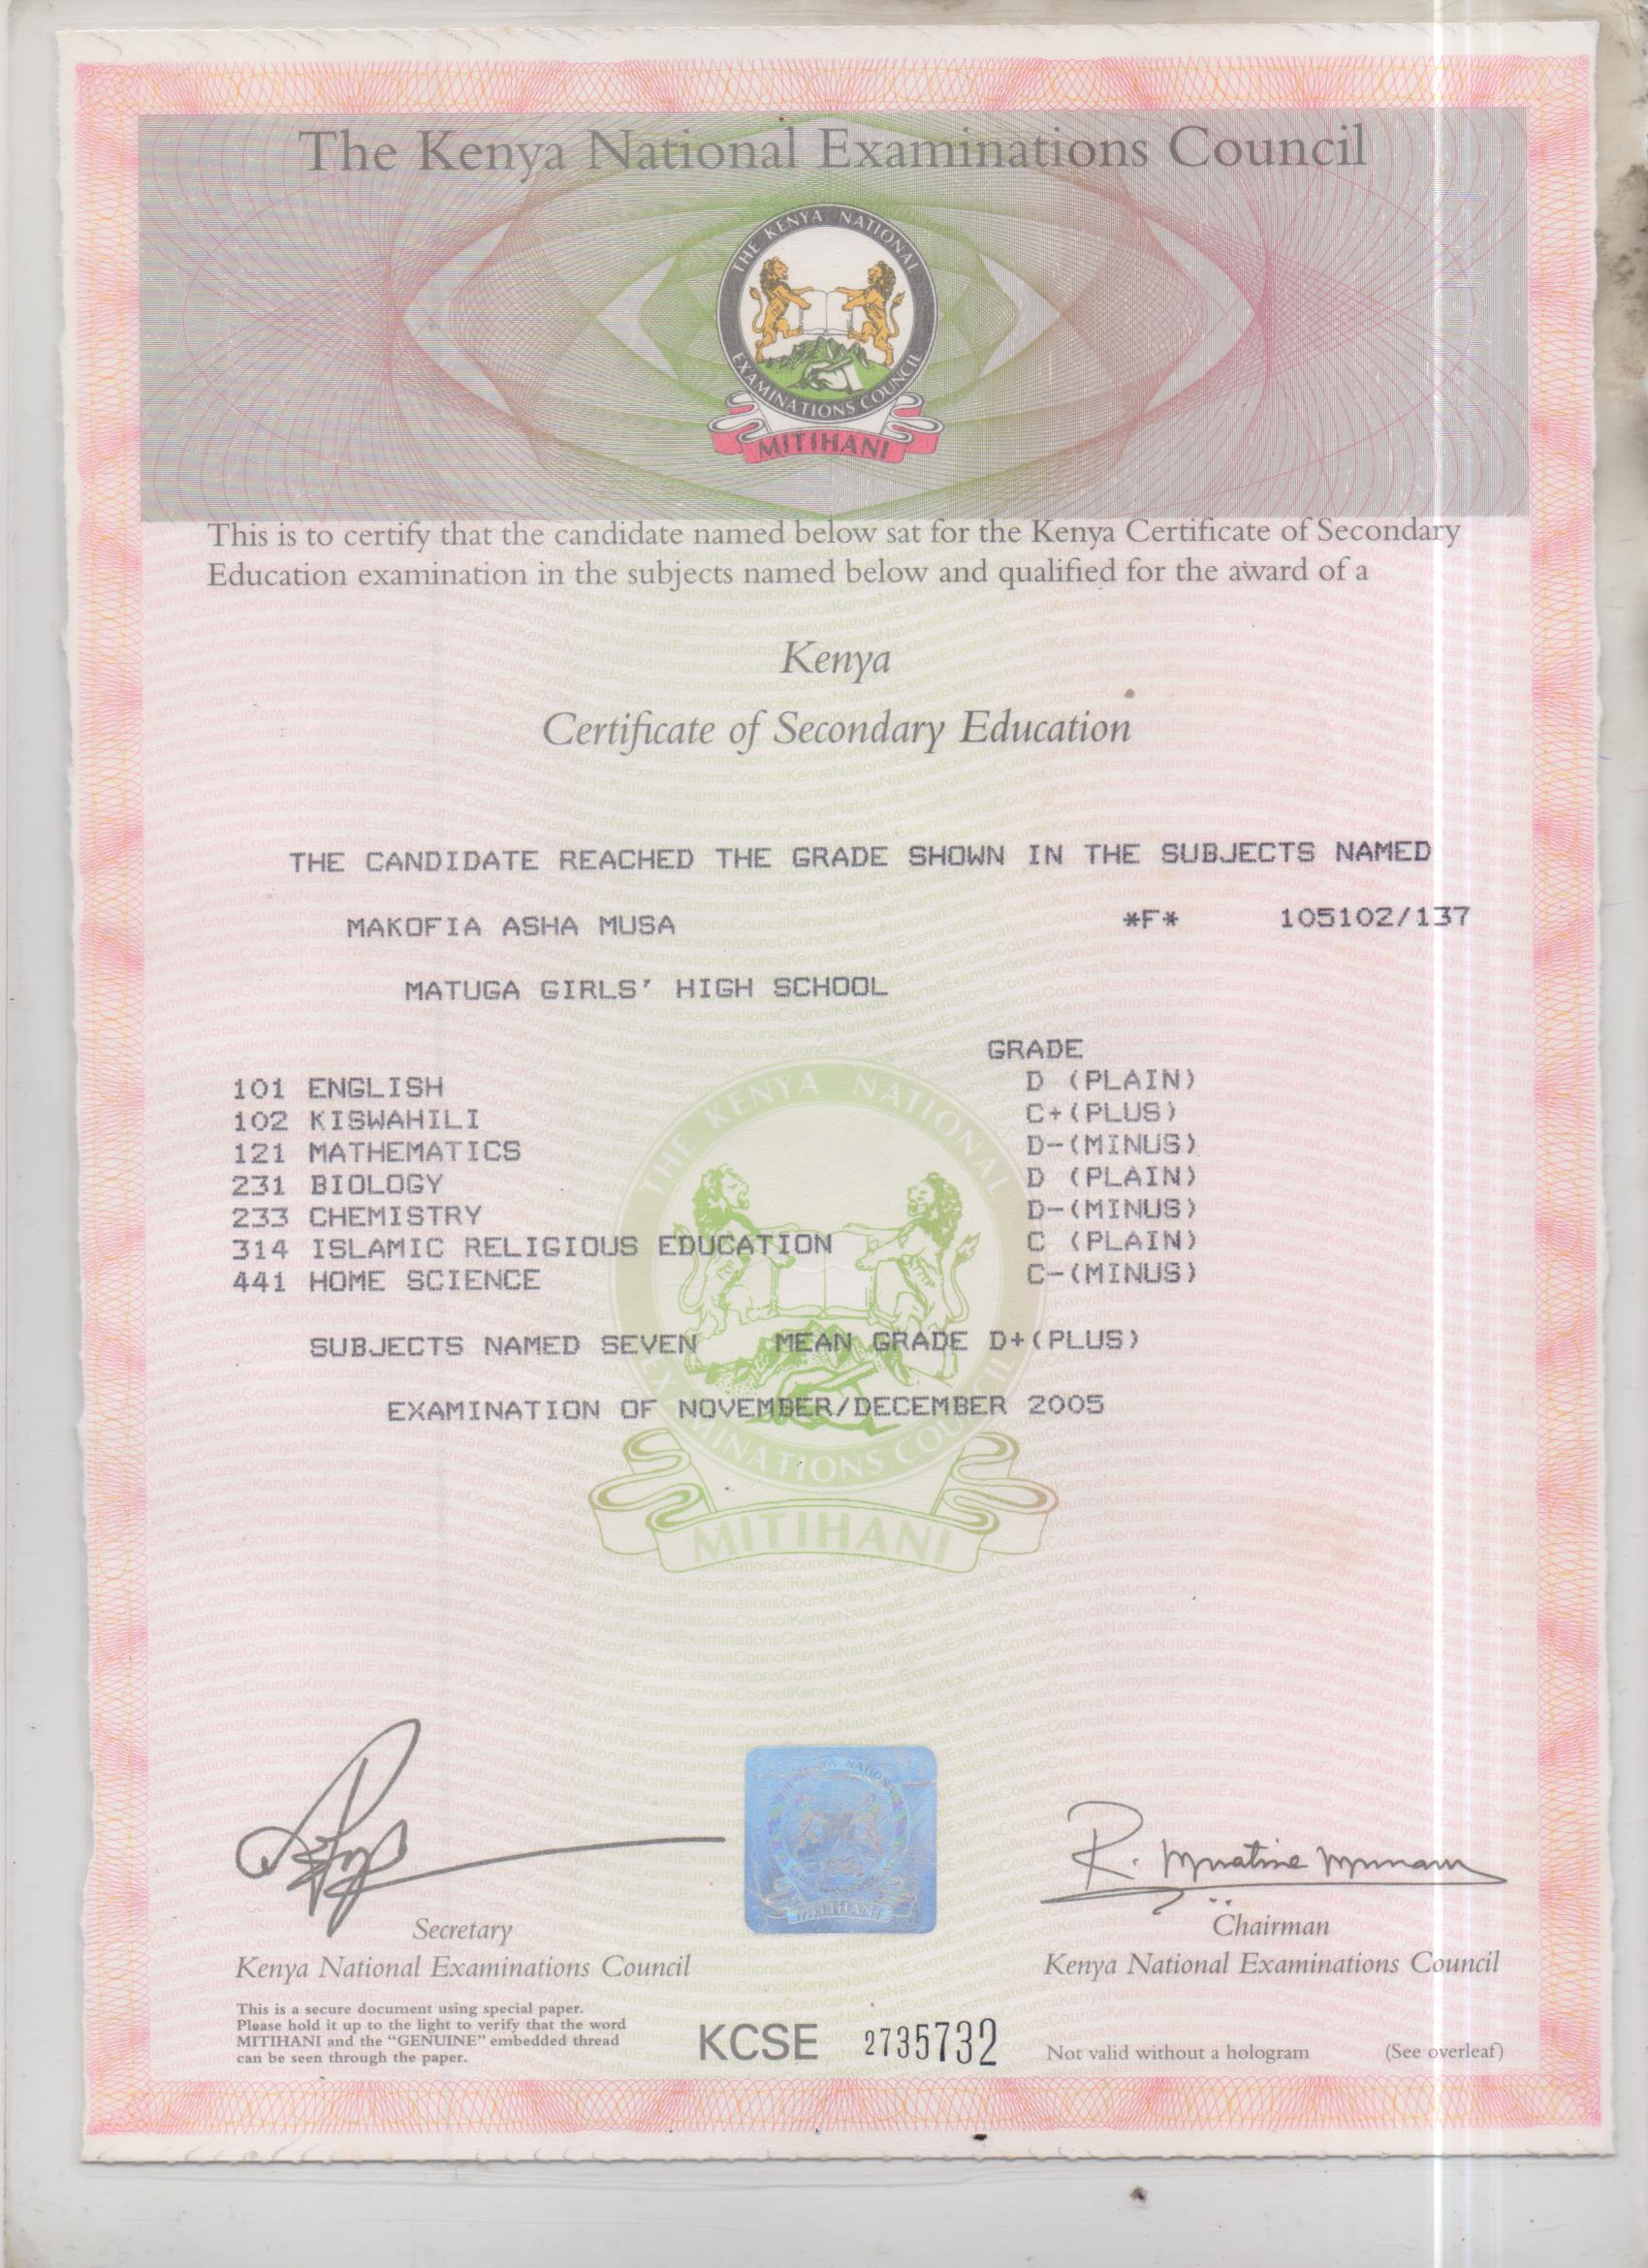 The Kenya National Examinations Council
THE KENYA NATIONAL
EXAMINATIONS COUNCIL
MITIHANI
This is to certify that the candidate named below sat for the Kenya Certificate of Secondary
Education examination in the subjects named below and qualified for the award of a
Kenya
Certificate of Secondary Education
THE CANDIDATE REACHED THE GRADE SHOWN IN THE SUBJECTS NAMED
MAKOFIA ASHA MUSA *F* 105102/137
MATUGA GIRLS' HIGH SCHOOL
GRADE
101 ENGLISH D (PLAIN)
102 KISWAHILI C+(PLUS)
121 MATHEMATICS D-(MINUS)
231 BIOLOGY D (PLAIN)
233 CHEMISTRY D-(MINUS)
314 ISLAMIC RELIGIOUS EDUCATION C (PLAIN)
441 HOME SCIENCE C-(MINUS)
SUBJECTS NAMED SEVEN MEAN GRADE D+(PLUS)
EXAMINATION OF NOVEMBER/DECEMBER 2005
THE KENYA NATIONAL
EXAMINATIONS COUNCIL
MITIHANI
Secretary
Kenya National Examinations Council
Chairman
Kenya National Examinations Council
This is a secure document using special paper.
Please hold it up to the light to verify that the word
MITIHANI and the “GENUINE” embedded thread
can be seen through the paper.
KCSE 2735732
Not valid without a hologram (See overleaf)